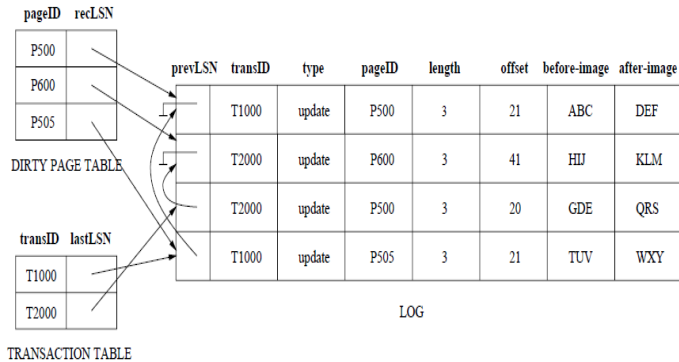 pageID recLSN
P500
P600
P505
DIRTY PAGE TABLE
transID lastLSN
T1000
T2000
TRANSACTION TABLE
prevLSN transID type pageID length offset before-image after-image
T1000 update P500 3 21 ABC DEF
T2000 update P600 3 41 HIJ KLM
T2000 update P500 3 20 GDE QRS
T1000 update P505 3 21 TUV WXY
LOG